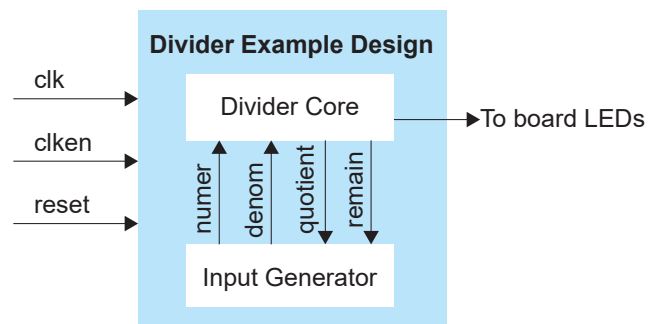 Divider Example Design
clk
clken
reset
Divider Core
To board LEDs
numer
denom
quotient
remain
Input Generator